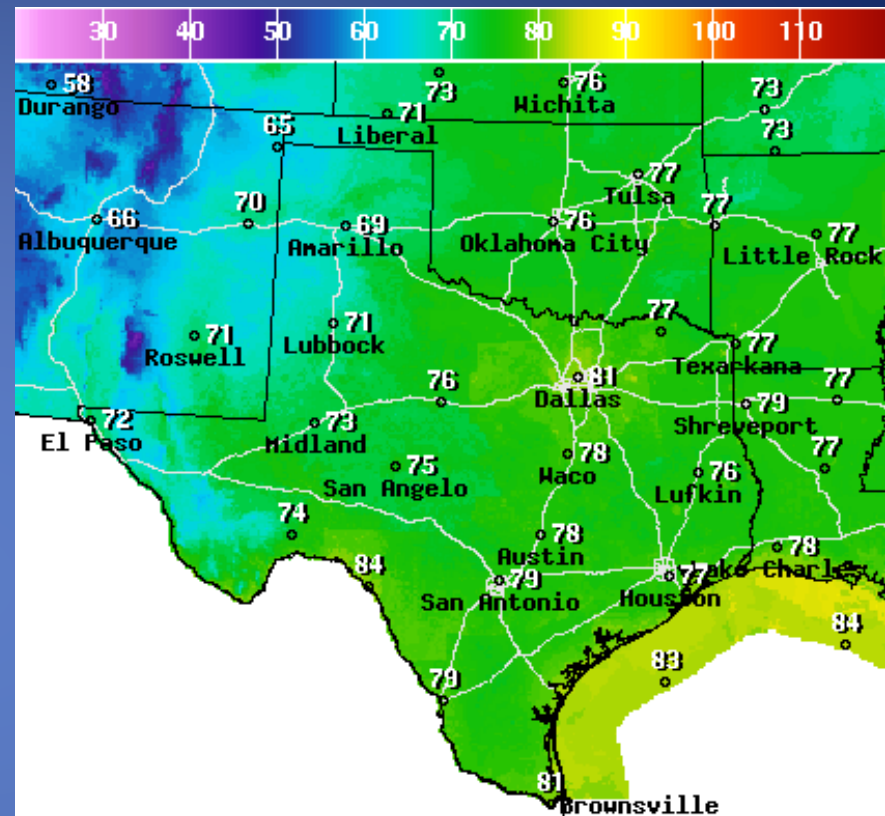 30 40 50 60 70 80 90 100 110
58
Durango
73
76
Wichita
71
Liberal
73
65
73
77
Tulsa
66
Albuquerque
70
69
Amarillo
76
Oklahoma City
77
77
Little Rock
71
Roswell
71
Lubbock
77
77
Texarkana
81
Dallas
76
79
Shreveport
77
72
El Paso
73
Midland
75
San Angelo
78
Waco
76
Lufkin
77
74
78
Austin
78
Lake Charles
84
79
San Antonio
77
Houston
84
83
79
81
Brownsville